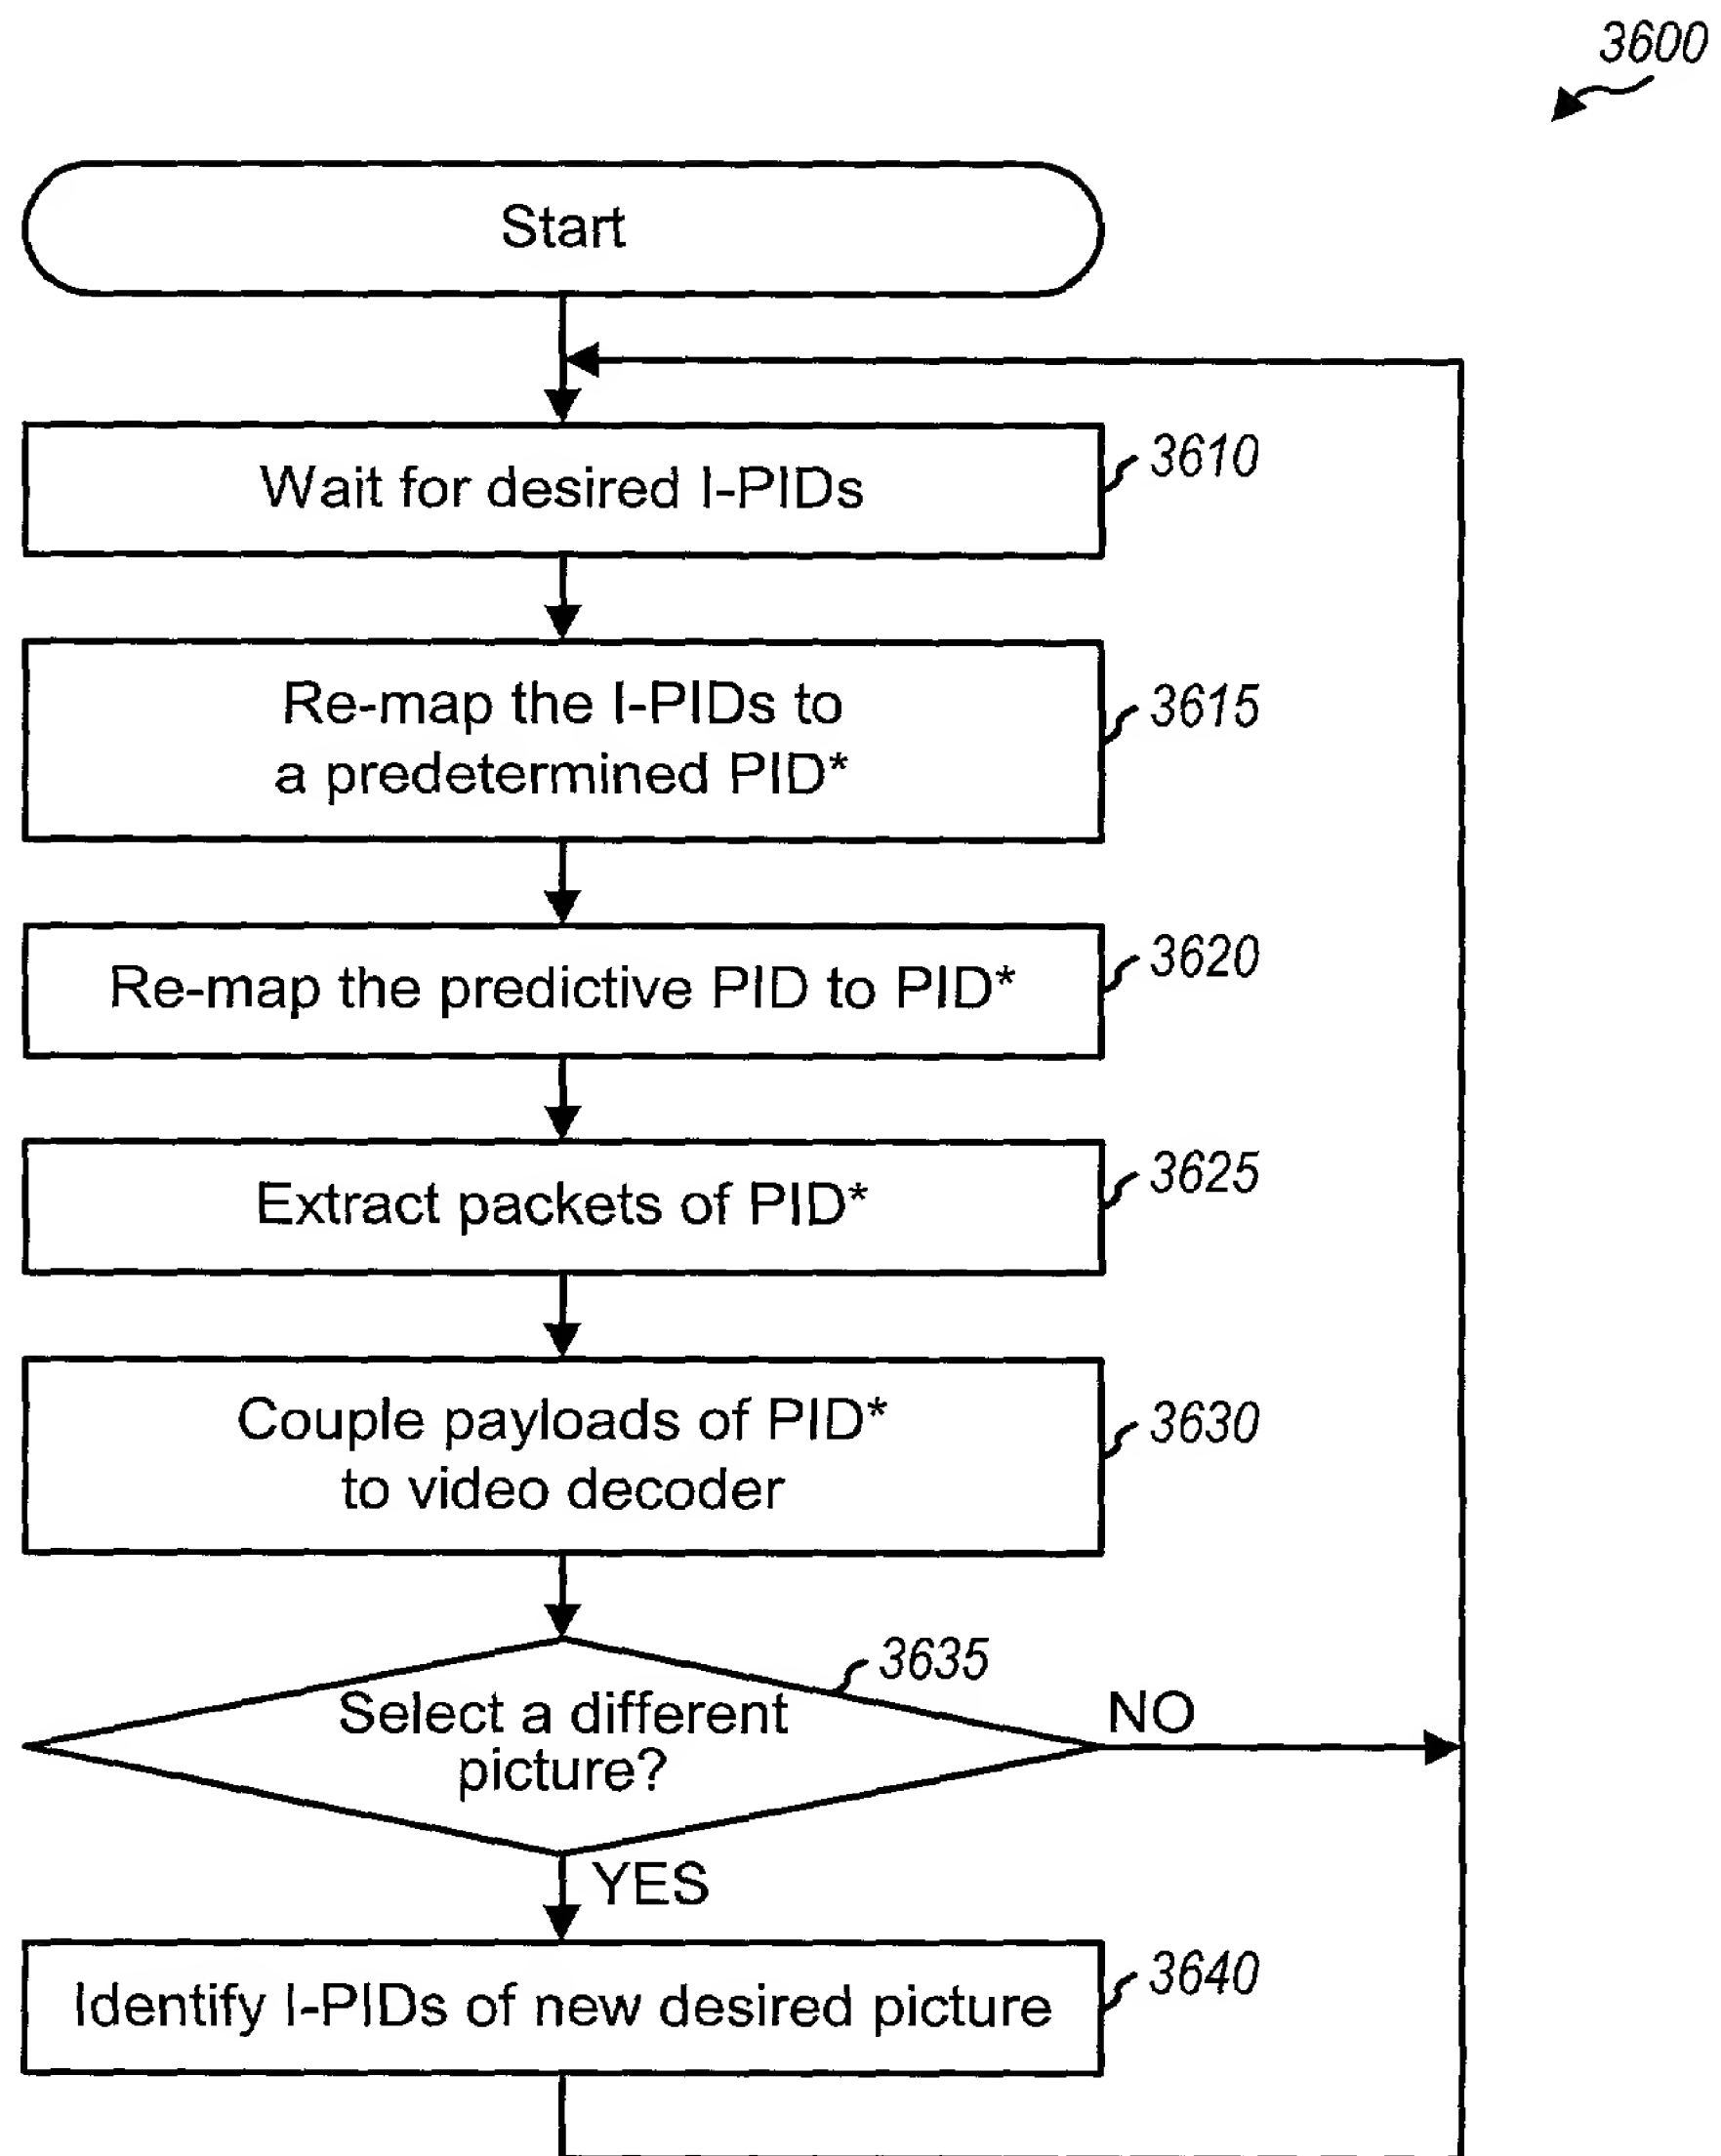 3600
Start
Wait for desired I-PIDs
3610
Re-map the I-PIDs to
a predetermined PID*
3615
Re-map the predictive PID to PID*
3620
Extract packets of PID*
3625
Couple payloads of PID*
to video decoder
3630
3635
Select a different
picture?
NO
YES
Identify I-PIDs of new desired picture
3640